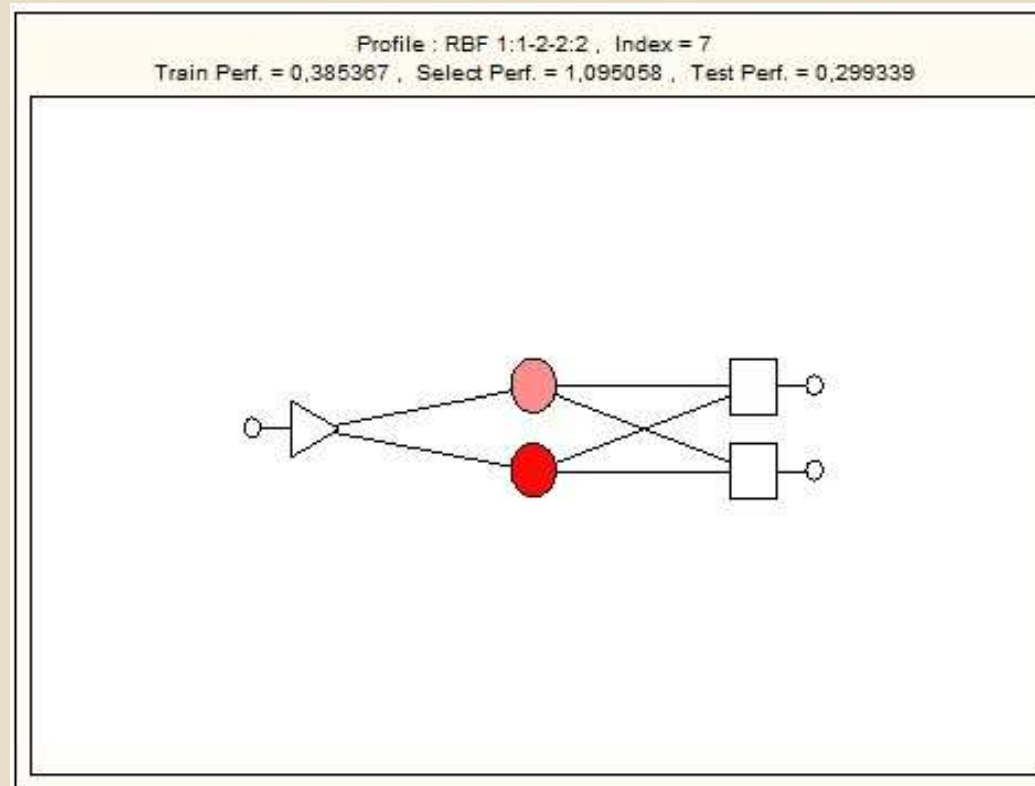 Profile : RBF 1:1-2-2:2 , Index = 7
Train Perf. = 0,385367 , Select Perf. = 1,095058 , Test Perf. = 0,299339